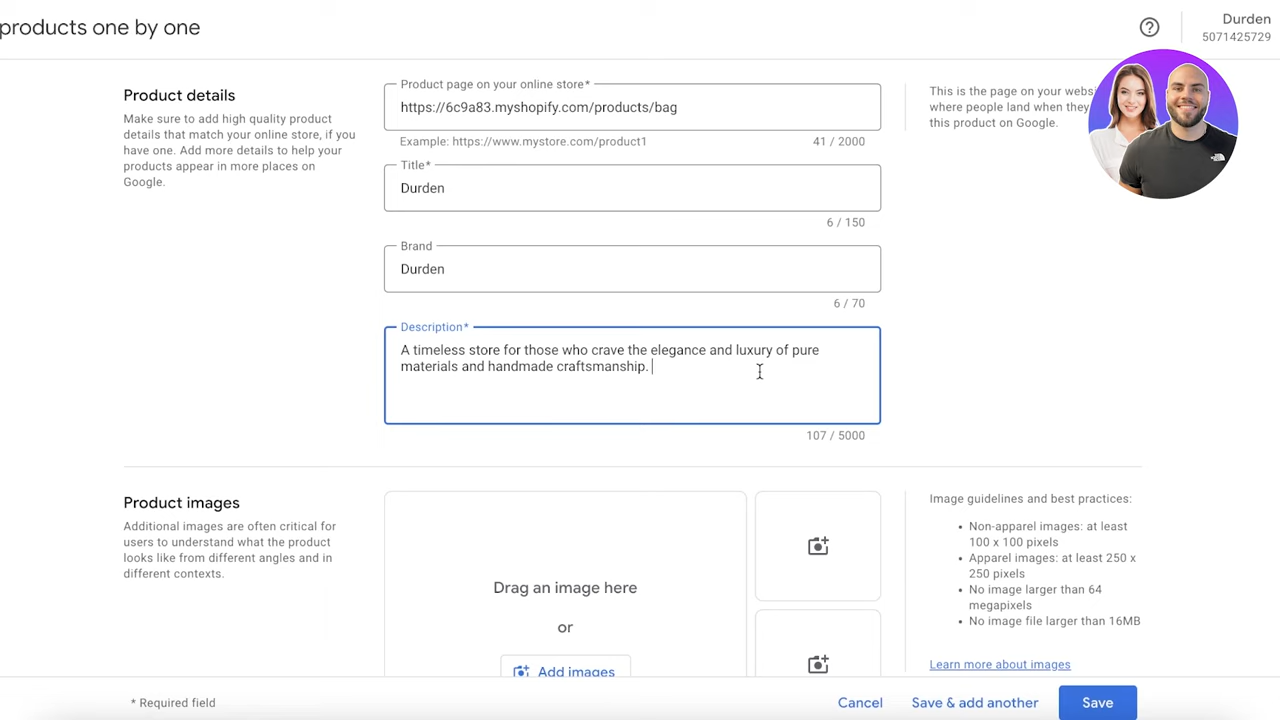 products one by one
Durden
5071425729
Product details
Make sure to add high quality product
details that match your online store, if you
have one. Add more details to help your
products appear in more places on
Google.
Product page on your online store*
https://6c9a83.myshopify.com/products/bag
Example: https://www.mystore.com/product1
41 / 2000
This is the page on your webs
where people land when they
this product on Google.
Title*
Durden
6 / 150
Brand
Durden
6 / 70
Description*
A timeless store for those who crave the elegance and luxury of pure
materials and handmade craftsmanship.
107 / 5000
Product images
Additional images are often critical for
users to understand what the product
looks like from different angles and in
different contexts.
Drag an image here
or
Add images
Image guidelines and best practices:
• Non-apparel images: at least
100 x 100 pixels
• Apparel images: at least 250 x
250 pixels
• No image larger than 64
megapixels
• No image file larger than 16MB
Learn more about images
* Required field
Cancel
Save & add another
Save